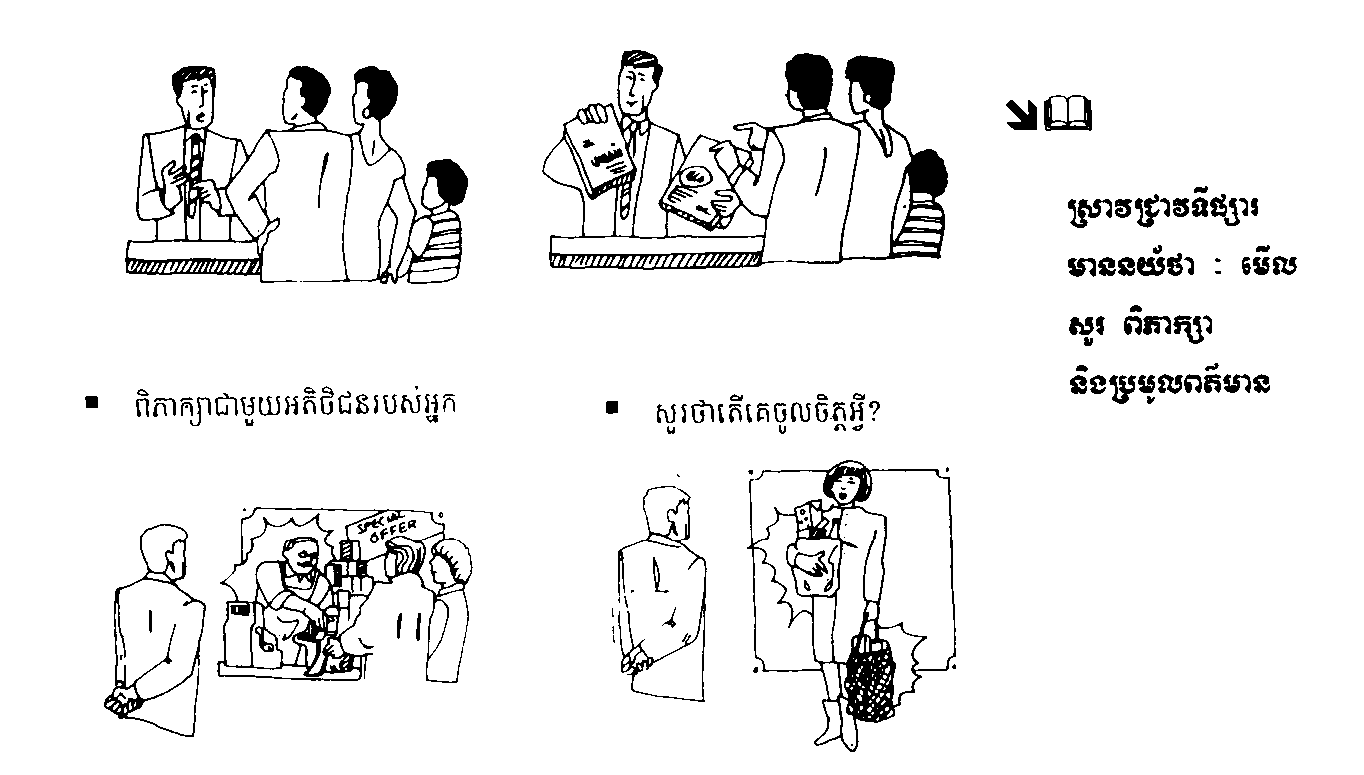 ស្រាវជ្រាវទីផ្សារ
មាននយ័ថា : មើល
សួរ ពិភាក្សា
និងប្រមូលពត័មាន
■ ពិភាក្យាជាមួយអតិថិជនរបស់អ្នក
■ សួរថាតើគេចូលចិត្តអ្វី?
SPECIAL
OFFER